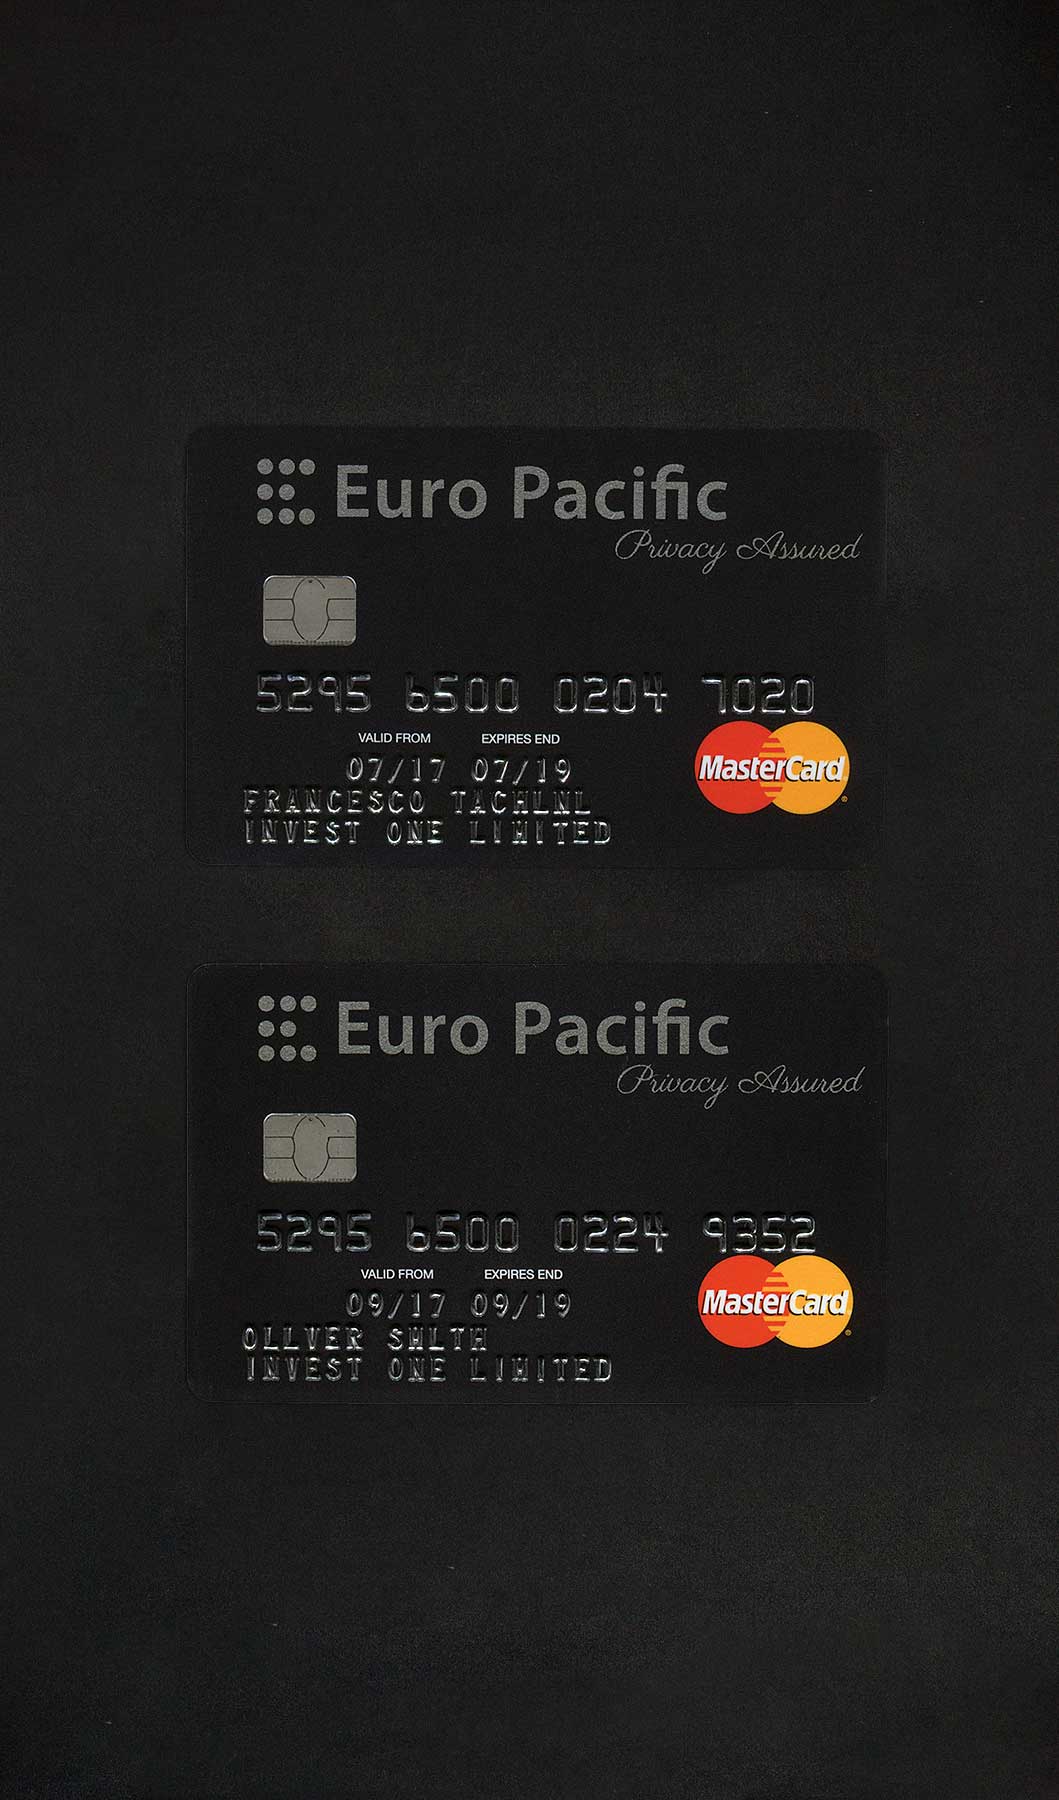 Euro Pacific
Privacy Assured
5295 6500 0204 7020
VALID FROM EXPIRES END
07/17 07/19
MasterCard
FRANCESCO TACHLNL
INVEST ONE LIMITED
Euro Pacific
Privacy Assured
5295 6500 0224 9352
VALID FROM EXPIRES END
09/17 09/19
MasterCard
OLLVER SMLTH
INVEST ONE LIMITED